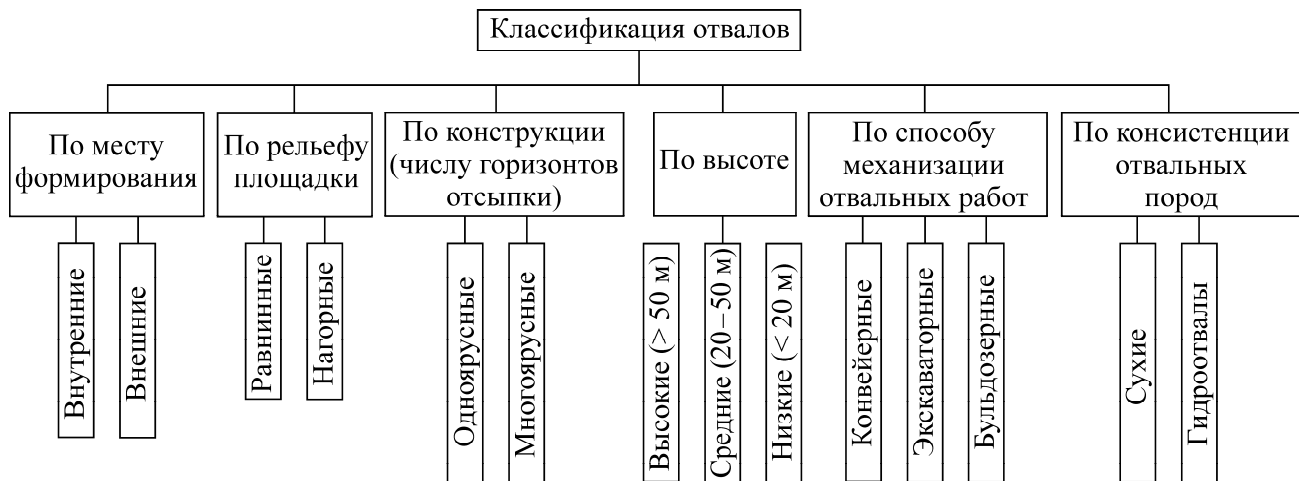 Классификация отвалов
По месту
формирования
По рельефу
площадки
По конструкции
(числу горизонтов
отсыпки)
По высоте
По способу
механизации
отвальных работ
По консистенции
отвальных
пород
Внутренние
Внешние
Равнинные
Нагорные
Одноярусные
Многоярусные
Высокие (> 50 м)
Средние (20–50 м)
Низкие (< 20 м)
Конвейерные
Экскаваторные
Бульдозерные
Сухие
Гидроотвалы